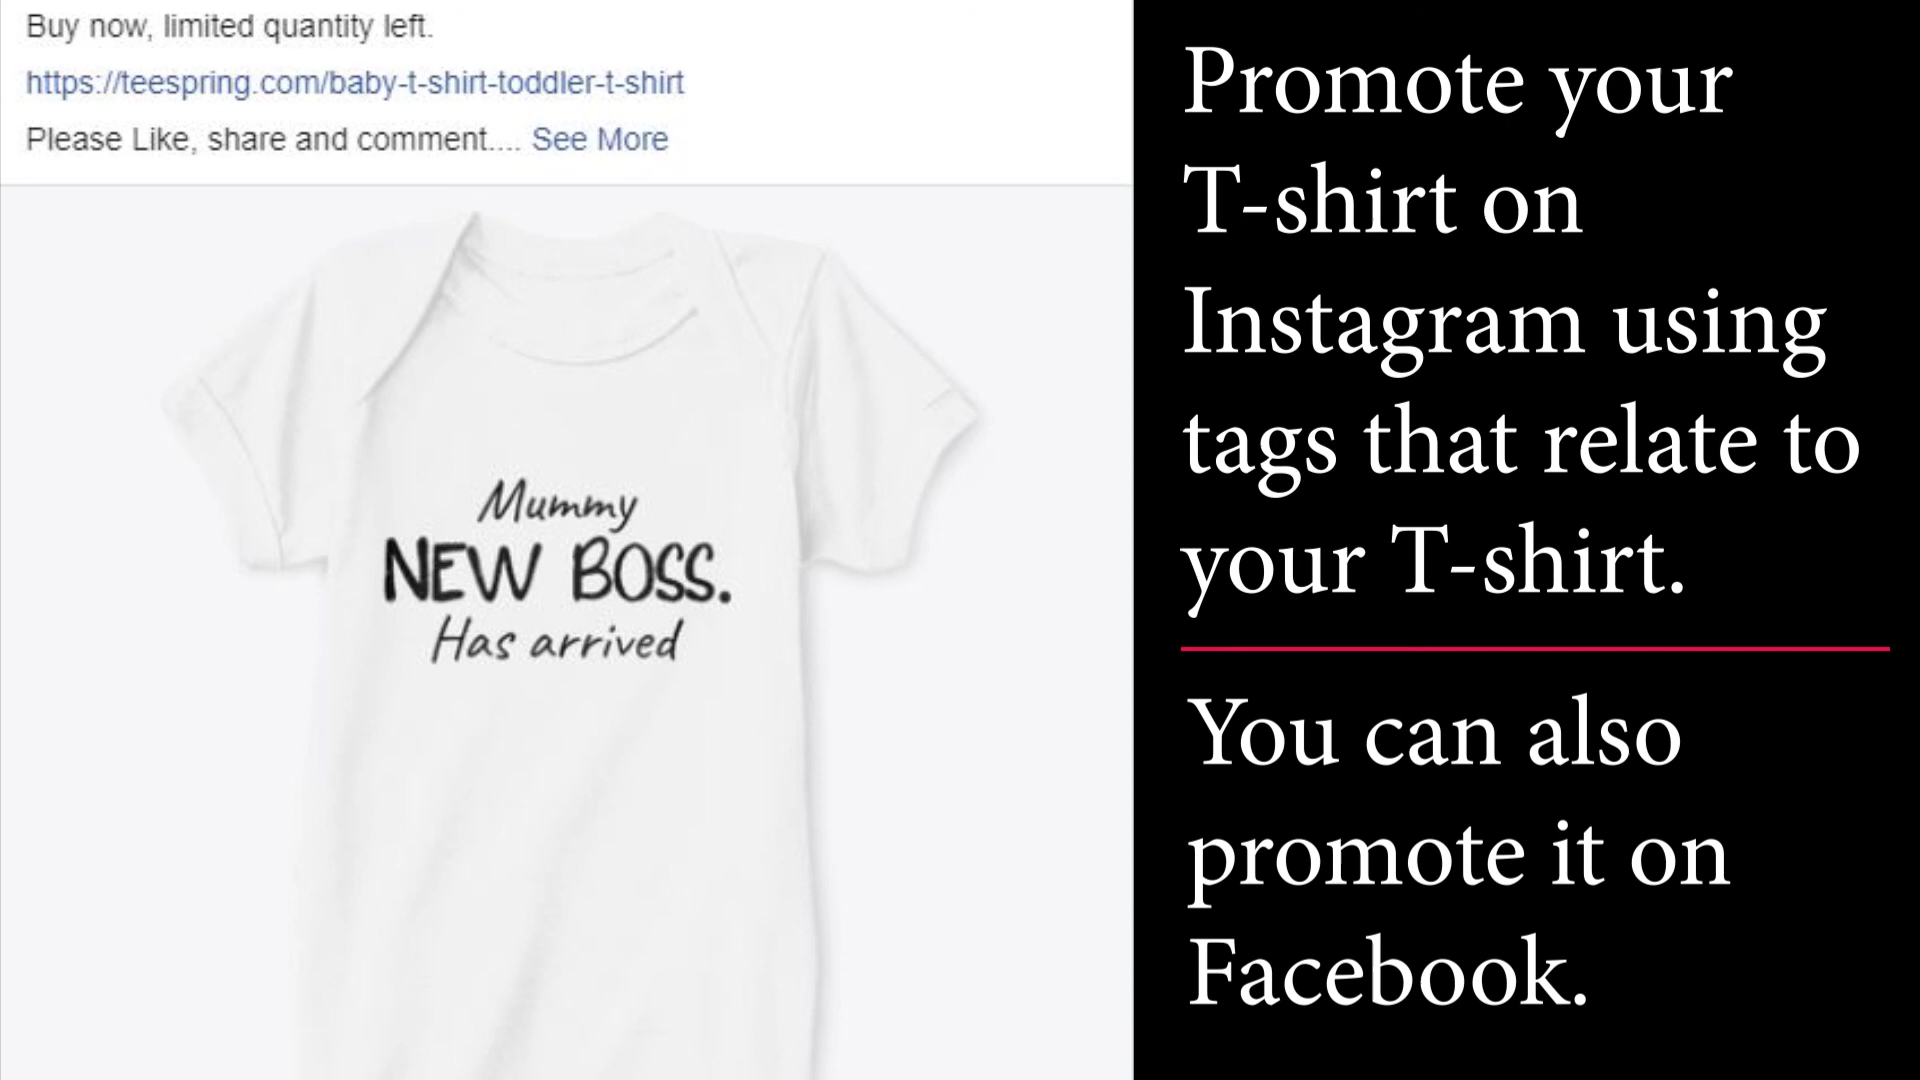 Buy now, limited quantity left.
https://teespring.com/baby-t-shirt-toddler-t-shirt
Please Like, share and comment.... See More
Mummy
NEW BOSS.
Has arrived
Promote your
T-shirt on
Instagram using
tags that relate to
your T-shirt.
You can also
promote it on
Facebook.